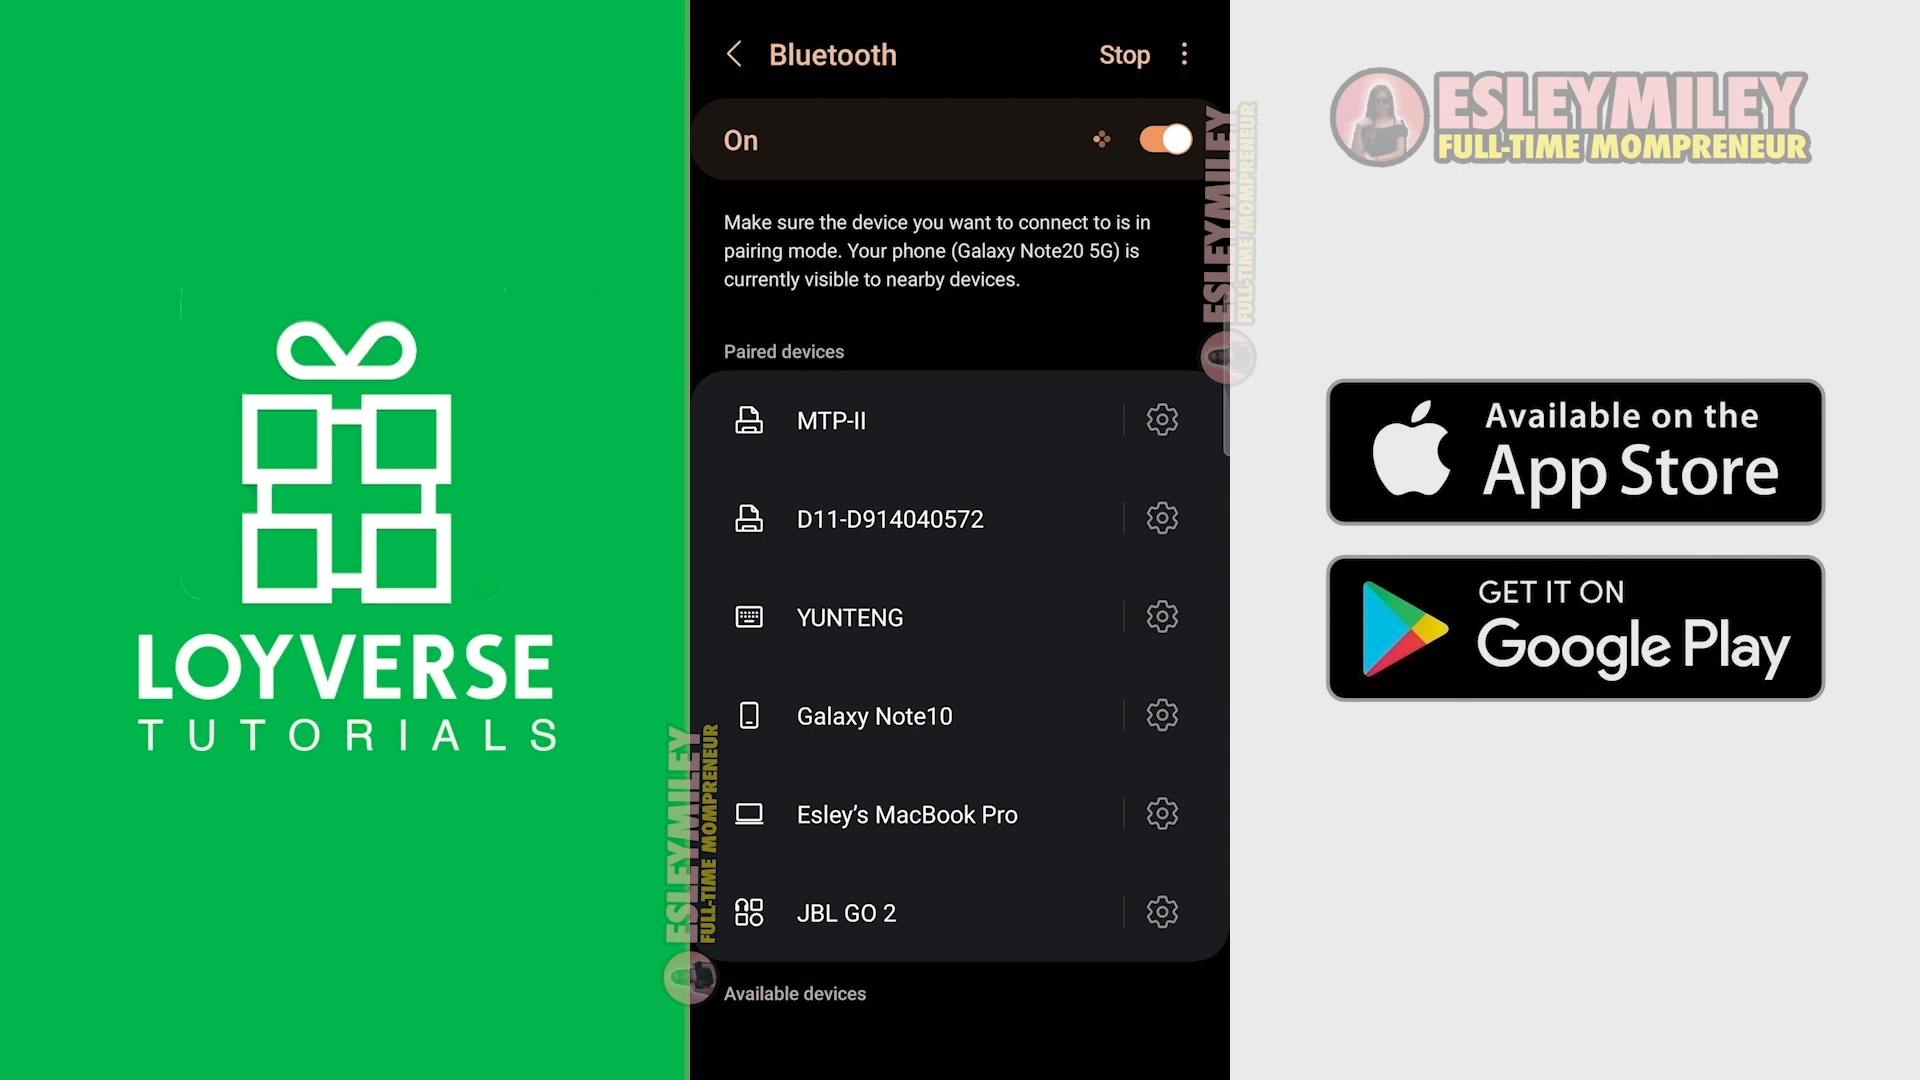 LOYVERSE
TUTORIALS
Bluetooth
Stop
On
Make sure the device you want to connect to is in
pairing mode. Your phone (Galaxy Note20 5G) is
currently visible to nearby devices.
Paired devices
MTP-II
D11-D914040572
YUNTENG
Galaxy Note10
Esley’s MacBook Pro
JBL GO 2
Available devices
ESLEYMILEY
FULL-TIME MOMPRENEUR
ESLEYMILEY
FULL-TIME MOMPRENEUR
ESLEYMILEY
FULL-TIME MOMPRENEUR
Available on the
App Store
GET IT ON
Google Play